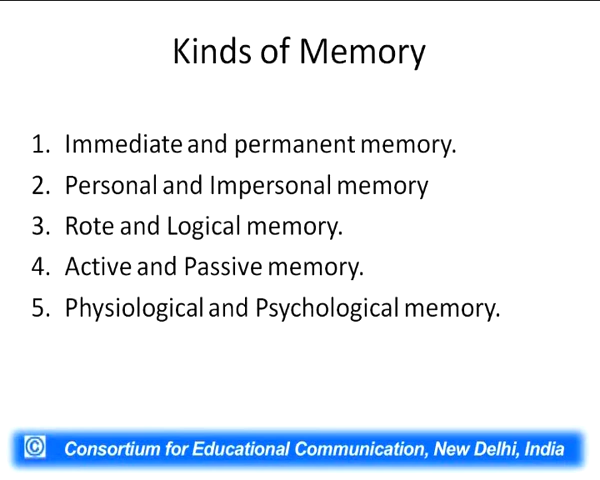 Kinds of Memory
1. Immediate and permanent memory.
2. Personal and Impersonal memory
3. Rote and Logical memory.
4. Active and Passive memory.
5. Physiological and Psychological memory.
© Consortium for Educational Communication, New Delhi, India